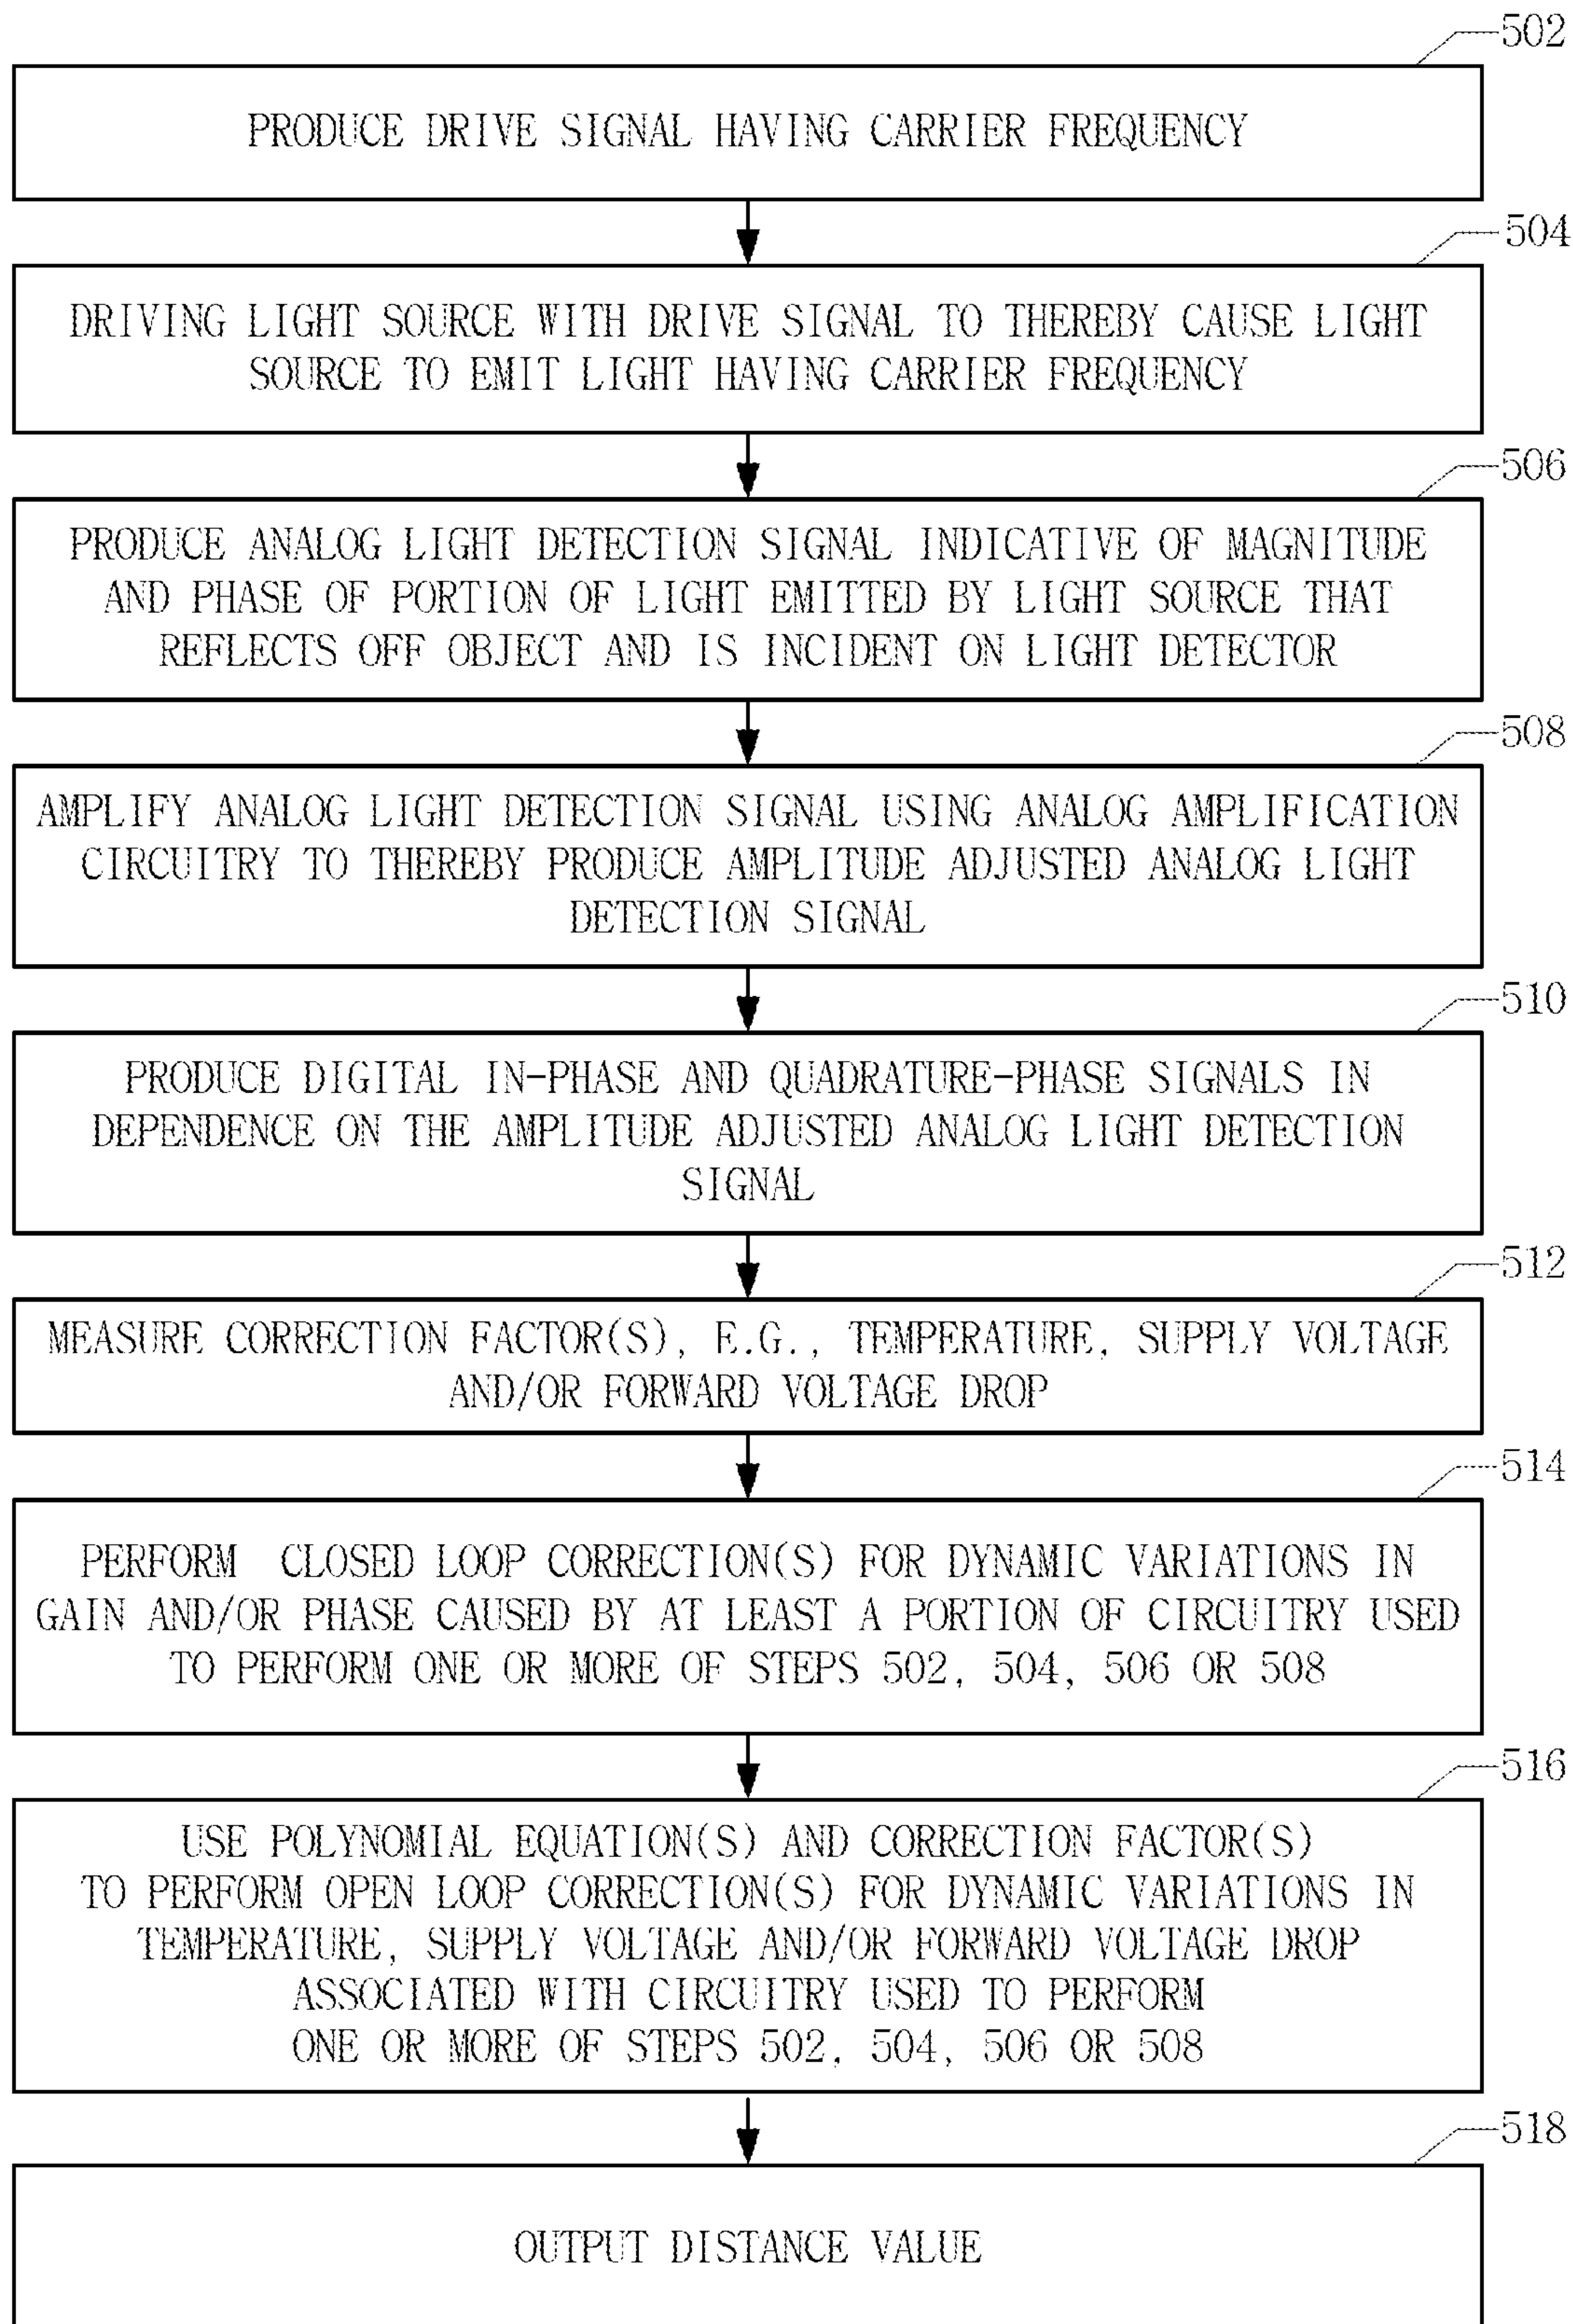 502
PRODUCE DRIVE SIGNAL HAVING CARRIER FREQUENCY
504
DRIVING LIGHT SOURCE WITH DRIVE SIGNAL TO THEREBY CAUSE LIGHT
SOURCE TO EMIT LIGHT HAVING CARRIER FREQUENCY
506
PRODUCE ANALOG LIGHT DETECTION SIGNAL INDICATIVE OF MAGNITUDE
AND PHASE OF PORTION OF LIGHT EMITTED BY LIGHT SOURCE THAT
REFLECTS OFF OBJECT AND IS INCIDENT ON LIGHT DETECTOR
508
AMPLIFY ANALOG LIGHT DETECTION SIGNAL USING ANALOG AMPLIFICATION
CIRCUITRY TO THEREBY PRODUCE AMPLITUDE ADJUSTED ANALOG LIGHT
DETECTION SIGNAL
510
PRODUCE DIGITAL IN-PHASE AND QUADRATURE-PHASE SIGNALS IN
DEPENDENCE ON THE AMPLITUDE ADJUSTED ANALOG LIGHT DETECTION
SIGNAL
512
MEASURE CORRECTION FACTOR(S), E.G., TEMPERATURE, SUPPLY VOLTAGE
AND/OR FORWARD VOLTAGE DROP
514
PERFORM CLOSED LOOP CORRECTION(S) FOR DYNAMIC VARIATIONS IN
GAIN AND/OR PHASE CAUSED BY AT LEAST A PORTION OF CIRCUITRY USED
TO PERFORM ONE OR MORE OF STEPS 502, 504, 506 OR 508
516
USE POLYNOMIAL EQUATION(S) AND CORRECTION FACTOR(S)
TO PERFORM OPEN LOOP CORRECTION(S) FOR DYNAMIC VARIATIONS IN
TEMPERATURE, SUPPLY VOLTAGE AND/OR FORWARD VOLTAGE DROP
ASSOCIATED WITH CIRCUITRY USED TO PERFORM
ONE OR MORE OF STEPS 502, 504, 506 OR 508
518
OUTPUT DISTANCE VALUE